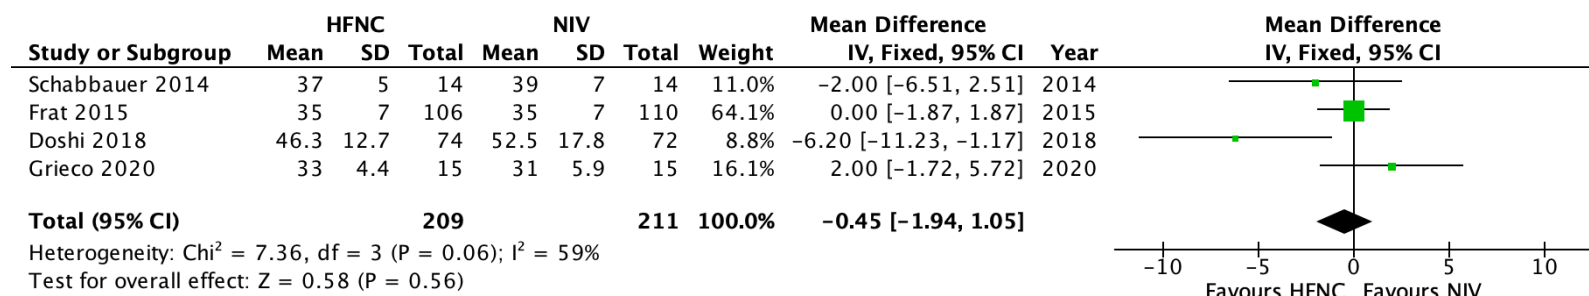 HFNC NIV Mean Difference Mean Difference
Study or Subgroup Mean SD Total Mean SD Total Weight IV, Fixed, 95% CI Year IV, Fixed, 95% CI
Schabbauer 2014 37 5 14 39 7 14 11.0% −2.00 [−6.51, 2.51] 2014
Frat 2015 35 7 106 35 7 110 64.1% 0.00 [−1.87, 1.87] 2015
Doshi 2018 46.3 12.7 74 52.5 17.8 72 8.8% −6.20 [−11.23, −1.17] 2018
Grieco 2020 33 4.4 15 31 5.9 15 16.1% 2.00 [−1.72, 5.72] 2020
Total (95% CI) 209 211 100.0% −0.45 [−1.94, 1.05]
Heterogeneity: Chi² = 7.36, df = 3 (P = 0.06); I² = 59%
Test for overall effect: Z = 0.58 (P = 0.56)
−10 −5 0 5 10
Favours HFNC Favours NIV